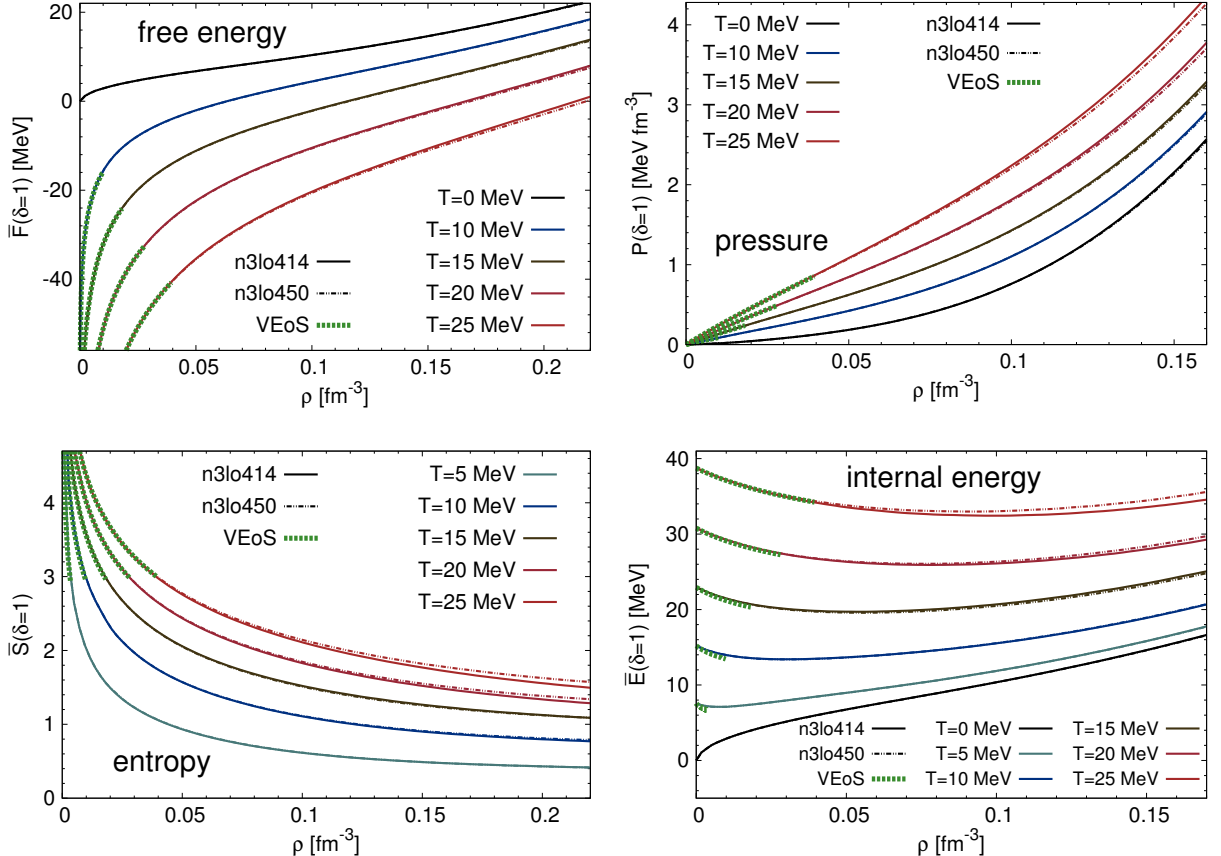 free energy
F̅(δ=1) [MeV]
20
0
-20
-40
n3lo414
n3lo450
VEoS
T=0 MeV
T=10 MeV
T=15 MeV
T=20 MeV
T=25 MeV
0 0.05 0.1 0.15 0.2
ρ [fm⁻³]
T=0 MeV
T=10 MeV
T=15 MeV
T=20 MeV
T=25 MeV
n3lo414
n3lo450
VEoS
P(δ=1) [MeV fm⁻³]
4
3
2
1
0
pressure
0 0.05 0.1 0.15
ρ [fm⁻³]
S̅(δ=1)
4
3
2
1
0
n3lo414
n3lo450
VEoS
T=5 MeV
T=10 MeV
T=15 MeV
T=20 MeV
T=25 MeV
entropy
0 0.05 0.1 0.15 0.2
ρ [fm⁻³]
internal energy
E̅(δ=1) [MeV]
40
30
20
10
0
n3lo414
n3lo450
VEoS
T=0 MeV
T=5 MeV
T=10 MeV
T=15 MeV
T=20 MeV
T=25 MeV
0 0.05 0.1 0.15
ρ [fm⁻³]